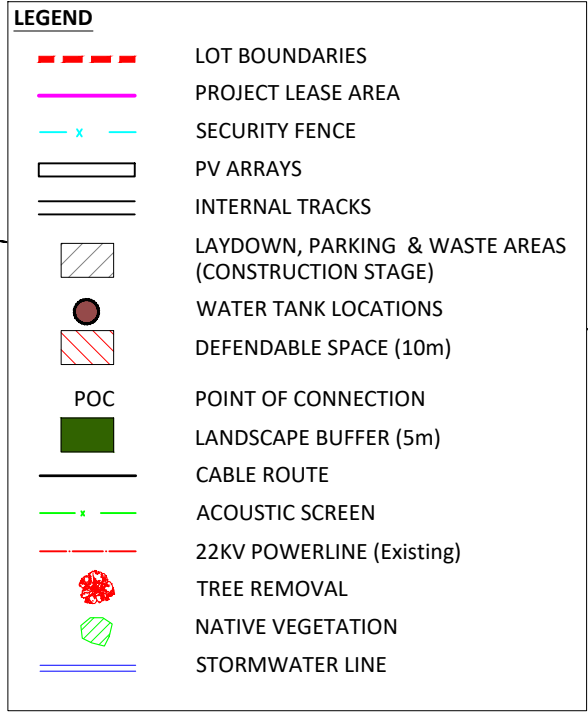 LEGEND
LOT BOUNDARIES
PROJECT LEASE AREA
x SECURITY FENCE
PV ARRAYS
INTERNAL TRACKS
LAYDOWN, PARKING & WASTE AREAS
(CONSTRUCTION STAGE)
WATER TANK LOCATIONS
DEFENDABLE SPACE (10m)
POC POINT OF CONNECTION
LANDSCAPE BUFFER (5m)
CABLE ROUTE
x ACOUSTIC SCREEN
22KV POWERLINE (Existing)
TREE REMOVAL
NATIVE VEGETATION
STORMWATER LINE